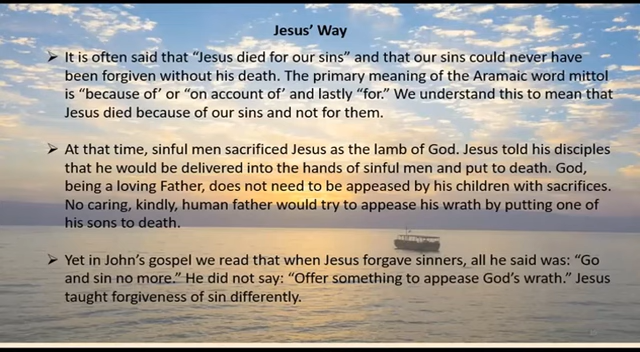 Jesus' Way
➤ It is often said that "Jesus died for our sins" and that our sins could never have
been forgiven without his death. The primary meaning of the Aramaic word mittol
is "because of' or "on account of' and lastly "for." We understand this to mean that
Jesus died because of our sins and not for them.
➤ At that time, sinful men sacrificed Jesus as the lamb of God. Jesus told his disciples
that he would be delivered into the hands of sinful men and put to death. God,
being a loving Father, does not need to be appeased by his children with sacrifices.
No caring, kindly, human father would try to appease his wrath by putting one of
his sons to death.
➤ Yet in John's gospel we read that when Jesus forgave sinners, all he said was: "Go
and sin no more." He did not say: "Offer something to appease God's wrath." Jesus
taught forgiveness of sin differently.